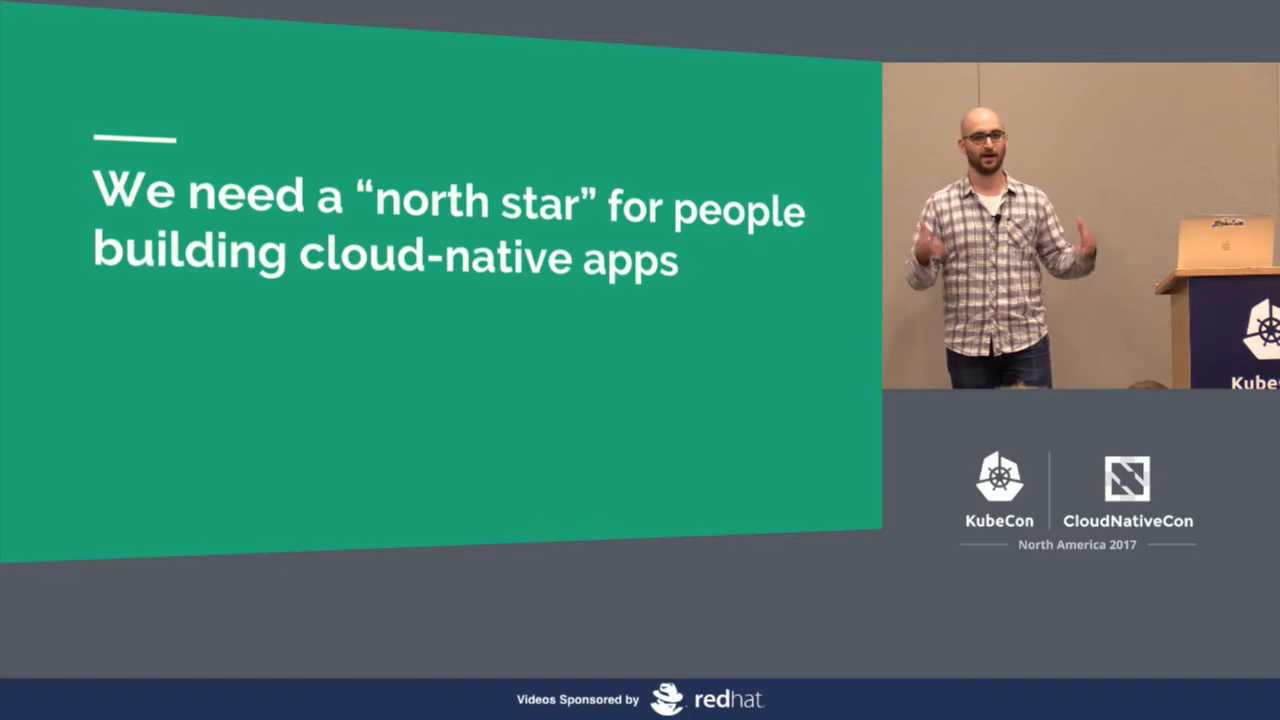 We need a “north star” for people
building cloud-native apps
Kube
KubeCon
CloudNativeCon
North America 2017
Videos Sponsored by
redhat.